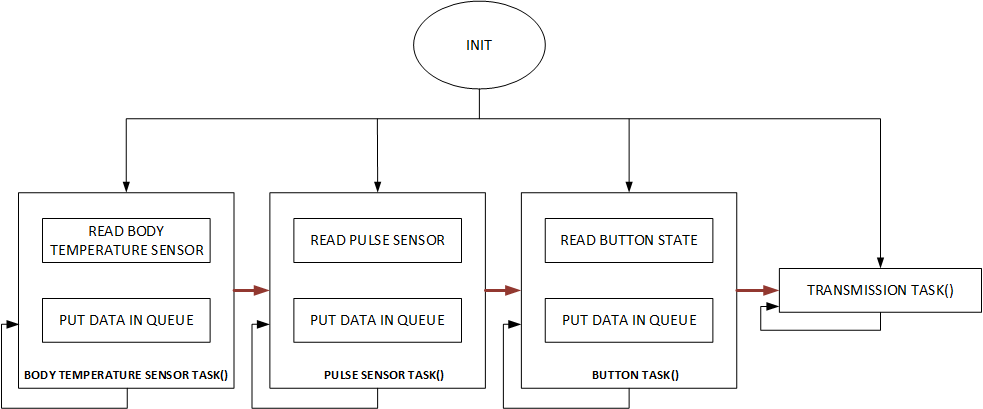 INIT
READ BODY
TEMPERATURE SENSOR
PUT DATA IN QUEUE
BODY TEMPERATURE SENSOR TASK()
READ PULSE SENSOR
PUT DATA IN QUEUE
PULSE SENSOR TASK()
READ BUTTON STATE
PUT DATA IN QUEUE
BUTTON TASK()
TRANSMISSION TASK()